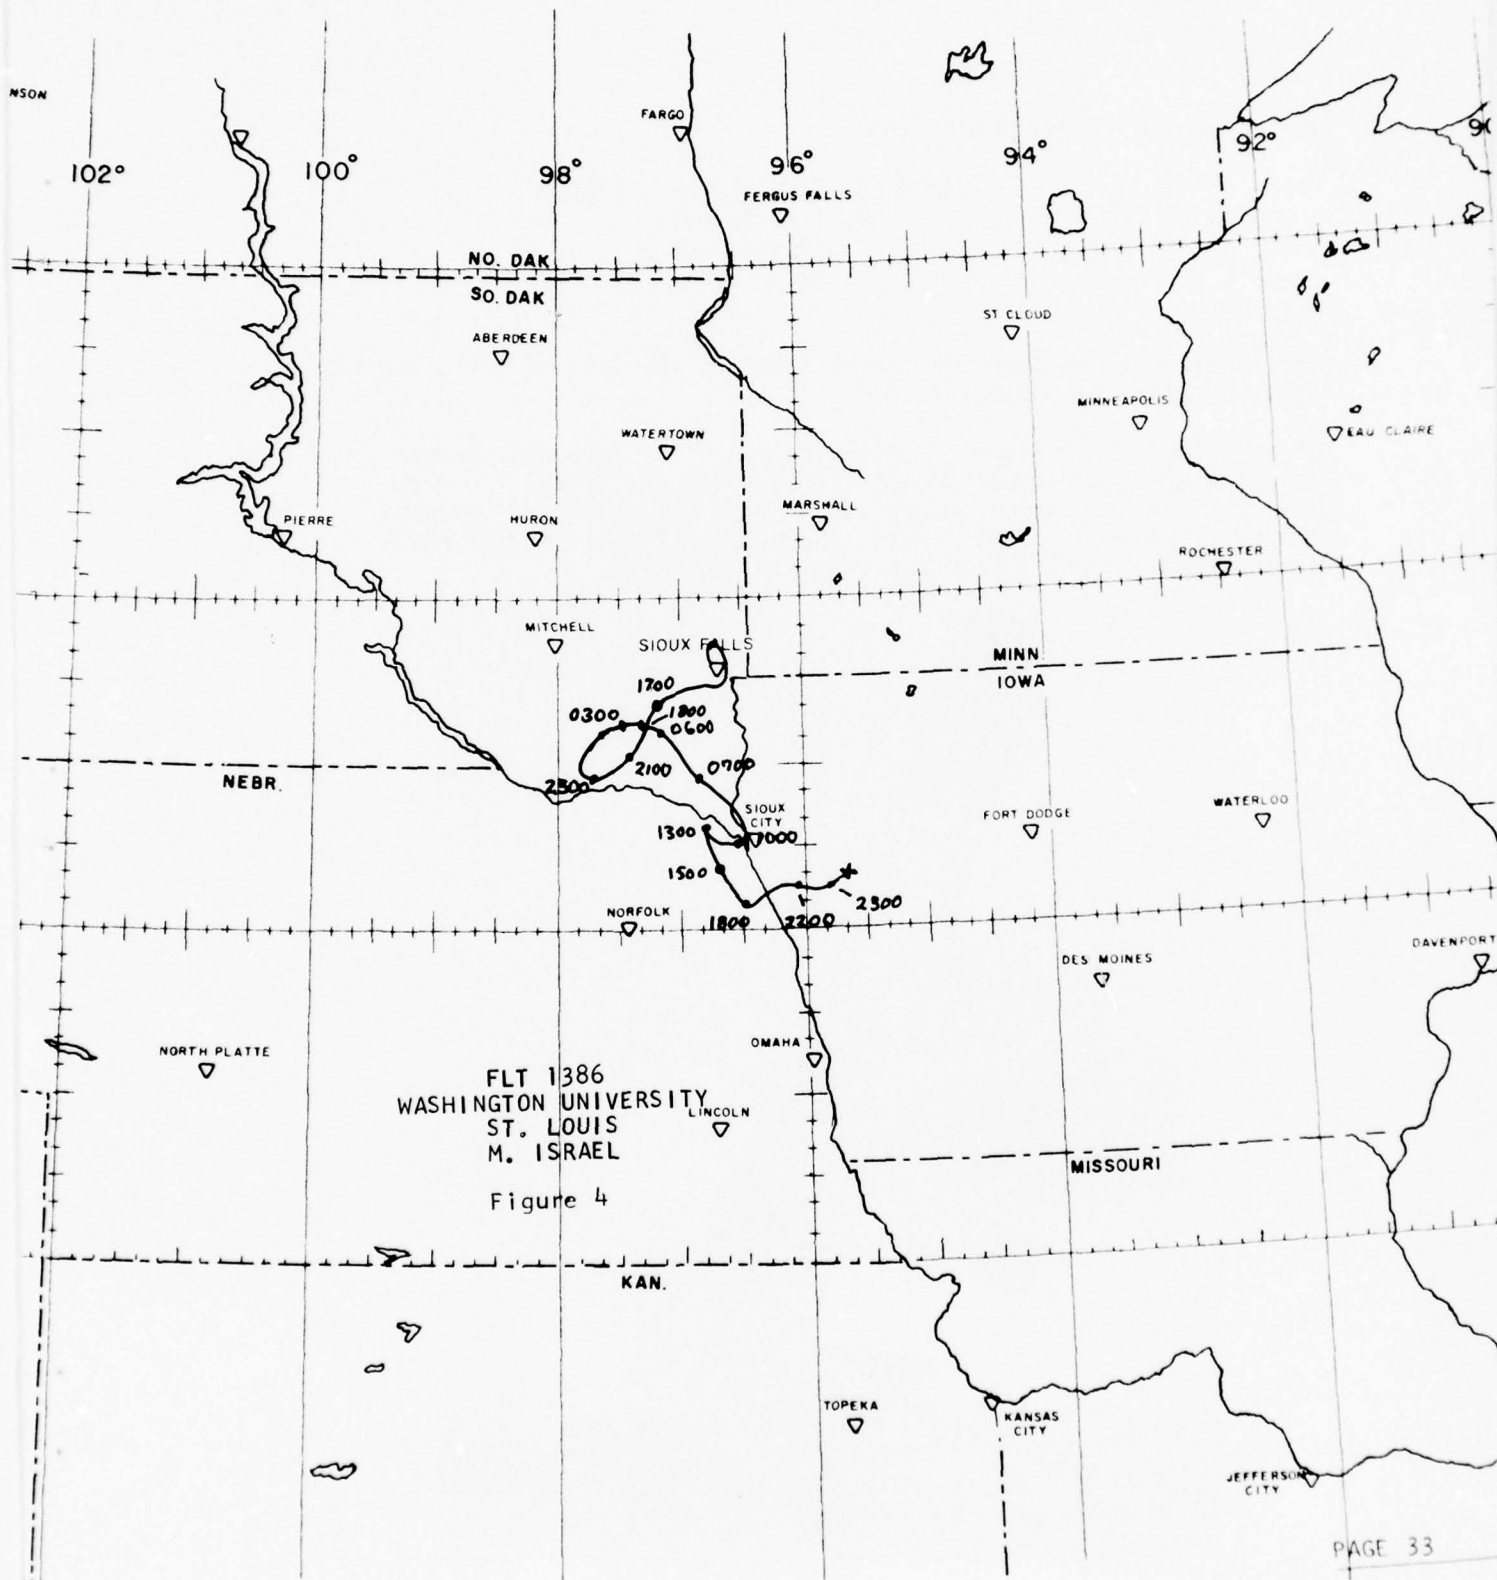 NSON
FARGO
102°
100°
98°
96°
94°
92°
FERGUS FALLS
NO. DAK
SO. DAK
ST CLOUD
ABERDEEN
MINNEAPOLIS
WATERTOWN
EAU CLAIRE
MARSHALL
PIERRE
HURON
ROCHESTER
MITCHELL
SIOUX FALLS
MINN
IOWA
1700
0300
1800
0600
2100
0700
NEBR.
2300
SIOUX
CITY
FORT DODGE
WATERLOO
1300
1000
1500
2300
NORFOLK
1800
2200
DAVENPORT
DES MOINES
OMAHA
NORTH PLATTE
FLT 1386
WASHINGTON UNIVERSITY
ST. LOUIS
M. ISRAEL
LINCOLN
Figure 4
MISSOURI
KAN.
TOPEKA
KANSAS
CITY
JEFFERSON
CITY
PAGE 33